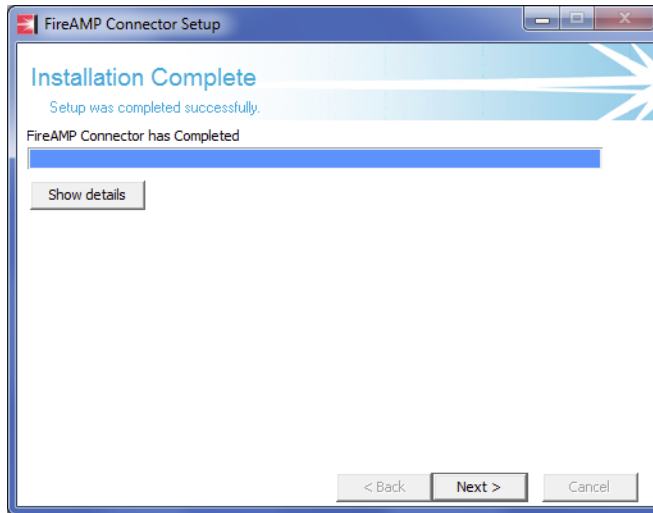 FireAMP Connector Setup
Installation Complete
Setup was completed successfully.
FireAMP Connector has Completed
Show details
< Back
Next >
Cancel